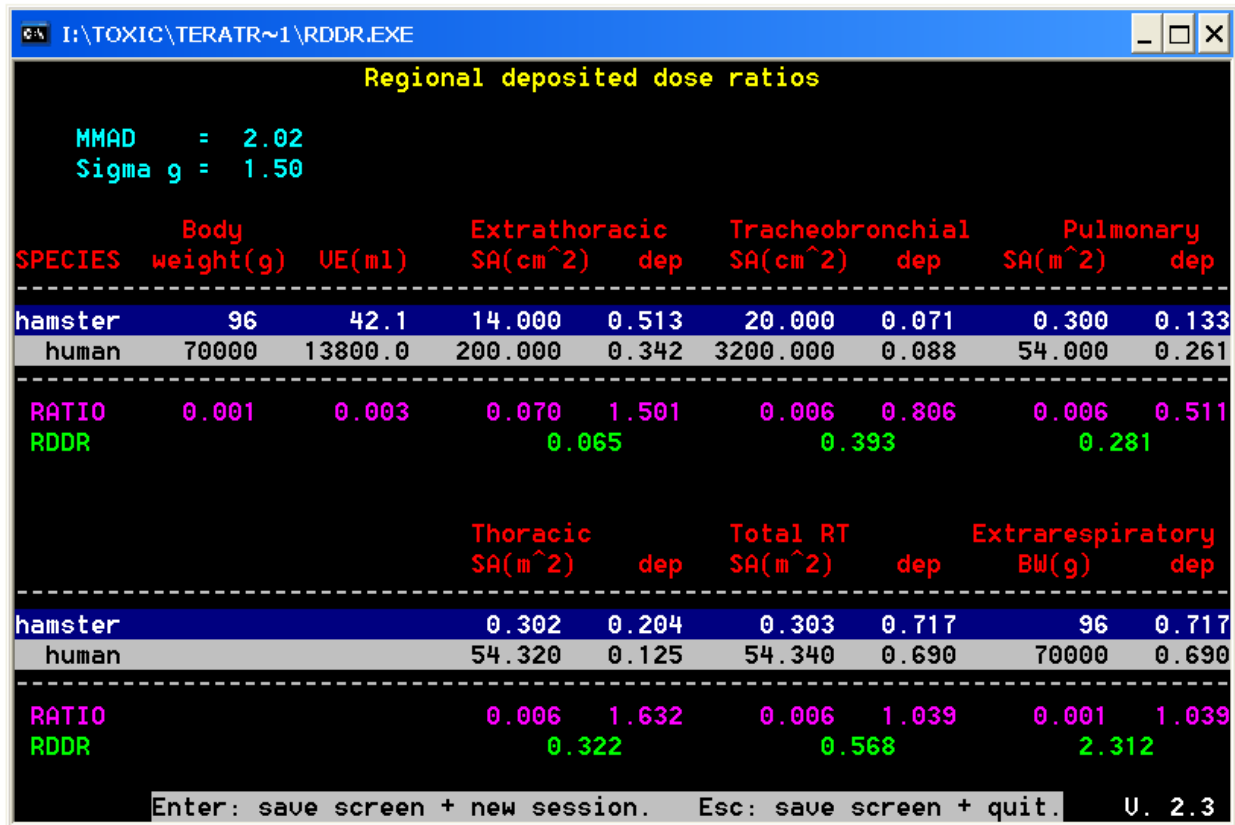 I:\TOXIC\TERATR~1\RDDR.EXE
Regional deposited dose ratios
MMAD = 2.02
Sigma g = 1.50
Body Extrathoracic Tracheobronchial Pulmonary
SPECIES weight(g) VE(ml) SA(cm^2) dep SA(cm^2) dep SA(m^2) dep
--------------------------------------------------------------------------------
hamster 96 42.1 14.000 0.513 20.000 0.071 0.300 0.133
human 70000 13800.0 200.000 0.342 3200.000 0.088 54.000 0.261
--------------------------------------------------------------------------------
RATIO 0.001 0.003 0.070 1.501 0.006 0.806 0.006 0.511
RDDR 0.065 0.393 0.281
Thoracic Total RT Extrarespiratory
SA(m^2) dep SA(m^2) dep BW(g) dep
--------------------------------------------------------------------------------
hamster 0.302 0.204 0.303 0.717 96 0.717
human 54.320 0.125 54.340 0.690 70000 0.690
--------------------------------------------------------------------------------
RATIO 0.006 1.632 0.006 1.039 0.001 1.039
RDDR 0.322 0.568 2.312
Enter: save screen + new session. Esc: save screen + quit. V. 2.3